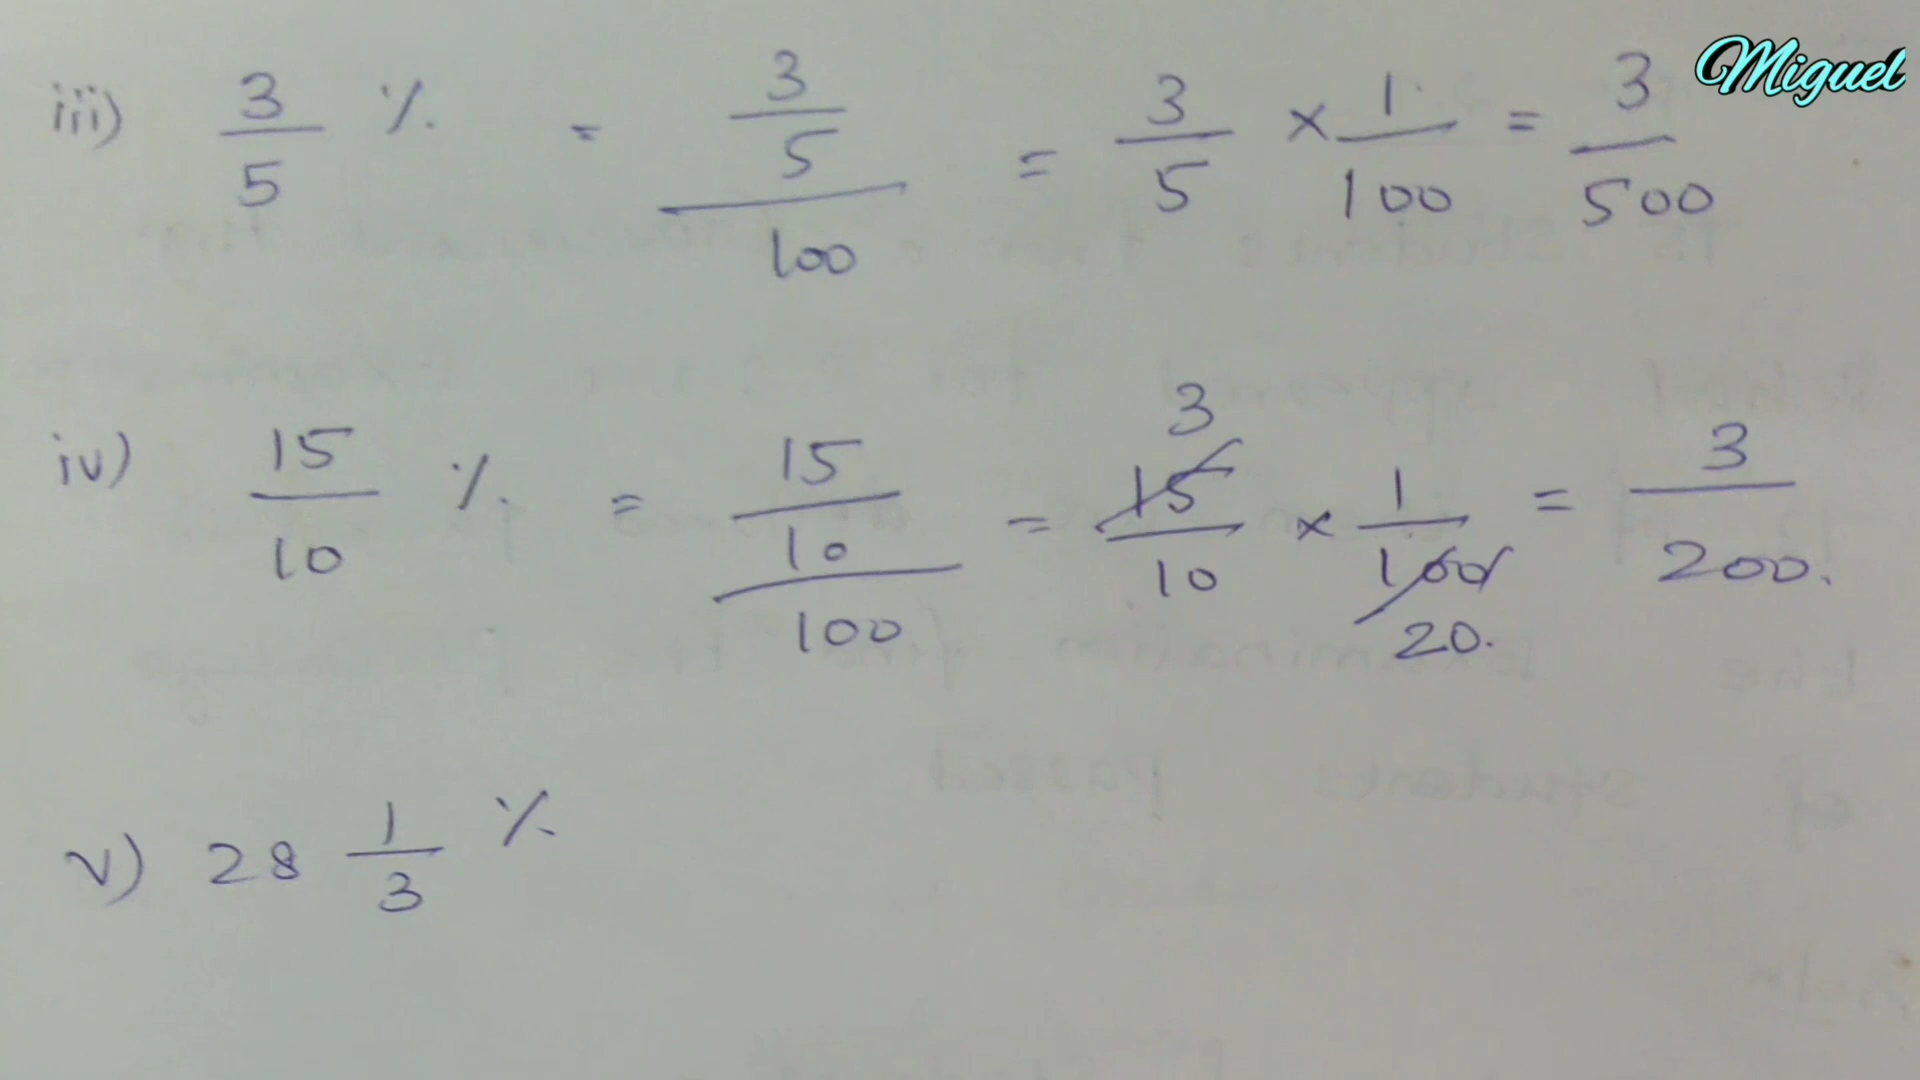 Miguel
iii) 3/5 % = (3/5)/100 = 3/5 × 1/100 = 3/500
iv) 15/10 % = (15/10)/100 = 15/10 × 1/100 = 3/200.
3
20.
v) 28 1/3 %